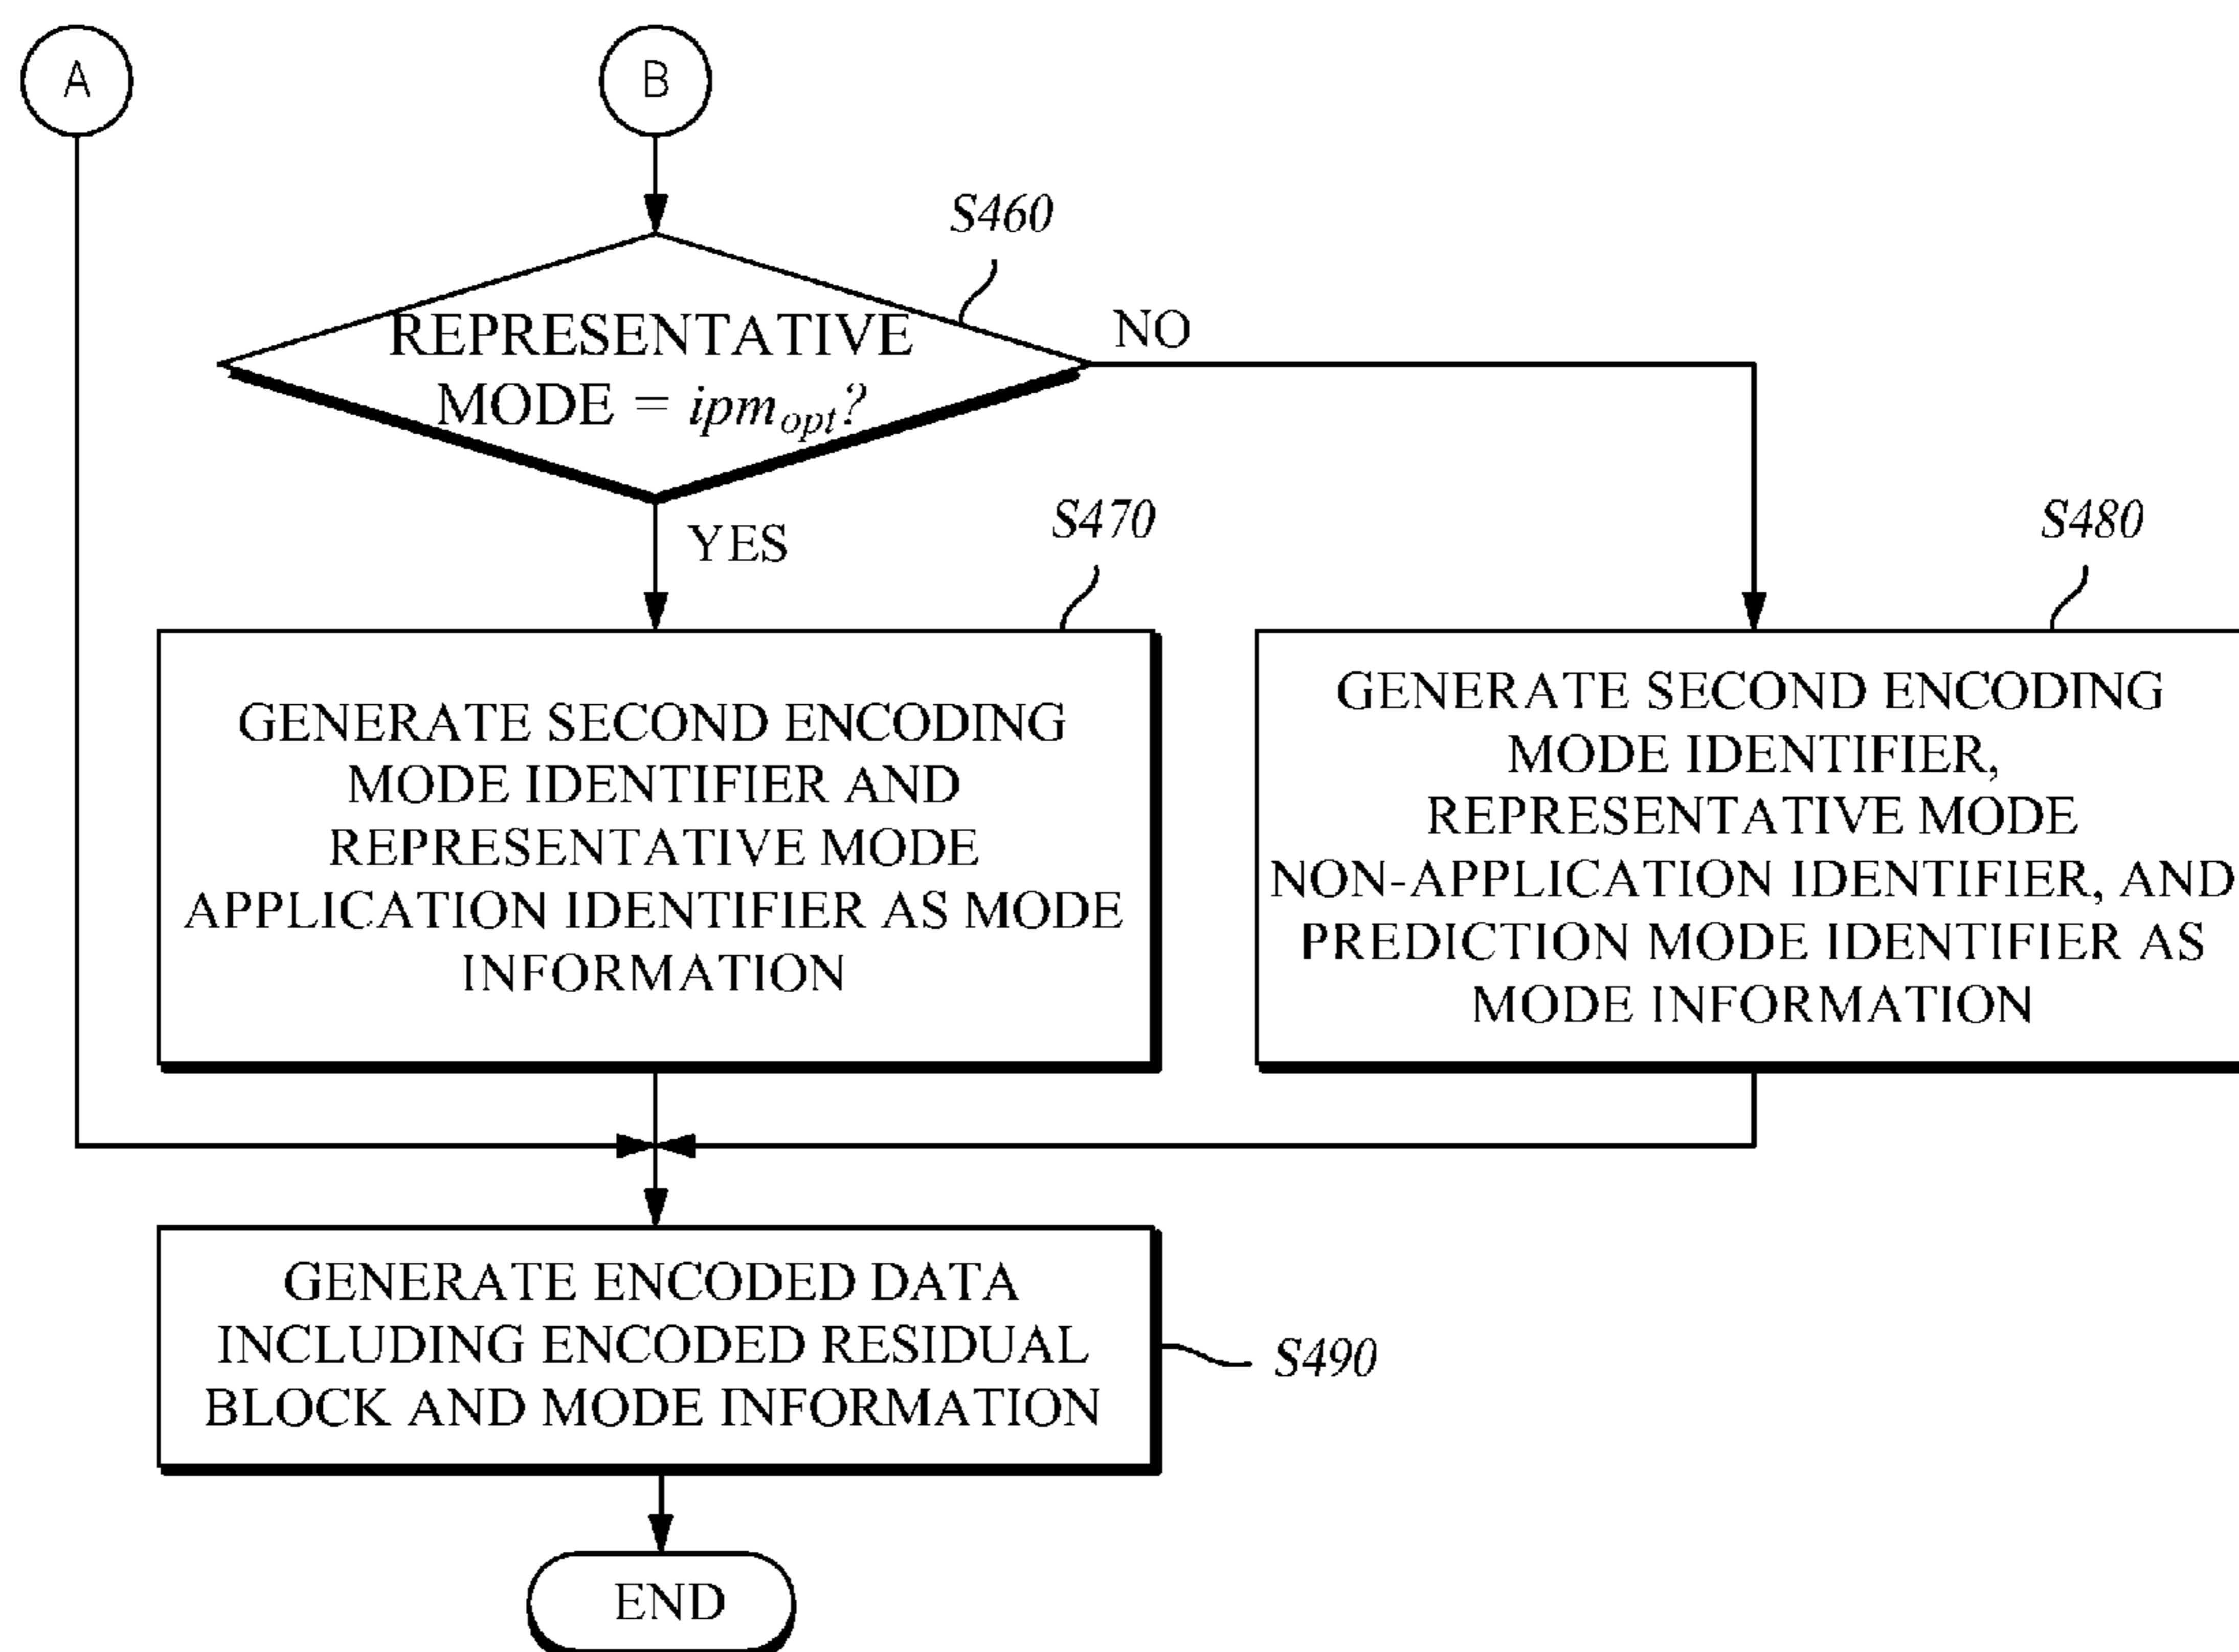 A
B
S460
REPRESENTATIVE
MODE = ipm_opt?
NO
YES
S470
S480
GENERATE SECOND ENCODING
MODE IDENTIFIER AND
REPRESENTATIVE MODE
APPLICATION IDENTIFIER AS MODE
INFORMATION
GENERATE SECOND ENCODING
MODE IDENTIFIER,
REPRESENTATIVE MODE
NON-APPLICATION IDENTIFIER, AND
PREDICTION MODE IDENTIFIER AS
MODE INFORMATION
GENERATE ENCODED DATA
INCLUDING ENCODED RESIDUAL
BLOCK AND MODE INFORMATION
S490
END